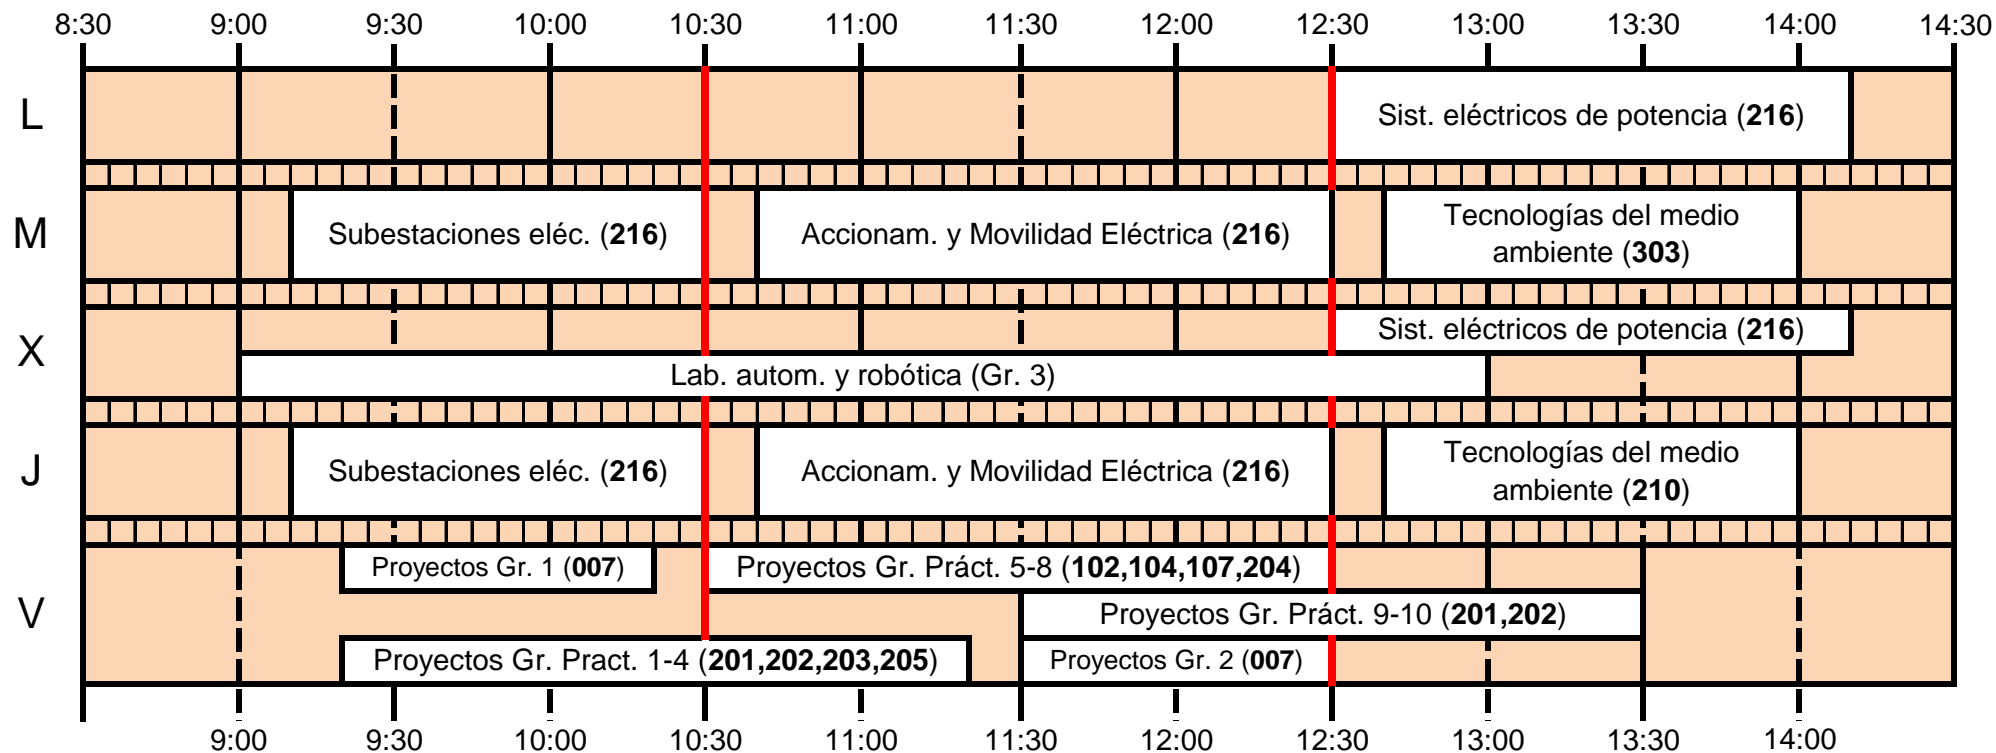 8:30 9:00 9:30 10:00 10:30 11:00 11:30 12:00 12:30 13:00 13:30 14:00 14:30
L
Sist. eléctricos de potencia (216)
M
Subestaciones eléc. (216)
Accionam. y Movilidad Eléctrica (216)
Tecnologías del medio
ambiente (303)
X
Sist. eléctricos de potencia (216)
Lab. autom. y robótica (Gr. 3)
J
Subestaciones eléc. (216)
Accionam. y Movilidad Eléctrica (216)
Tecnologías del medio
ambiente (210)
V
Proyectos Gr. 1 (007)
Proyectos Gr. Práct. 5-8 (102,104,107,204)
Proyectos Gr. Práct. 9-10 (201,202)
Proyectos Gr. Pract. 1-4 (201,202,203,205)
Proyectos Gr. 2 (007)
9:00 9:30 10:00 10:30 11:00 11:30 12:00 12:30 13:00 13:30 14:00